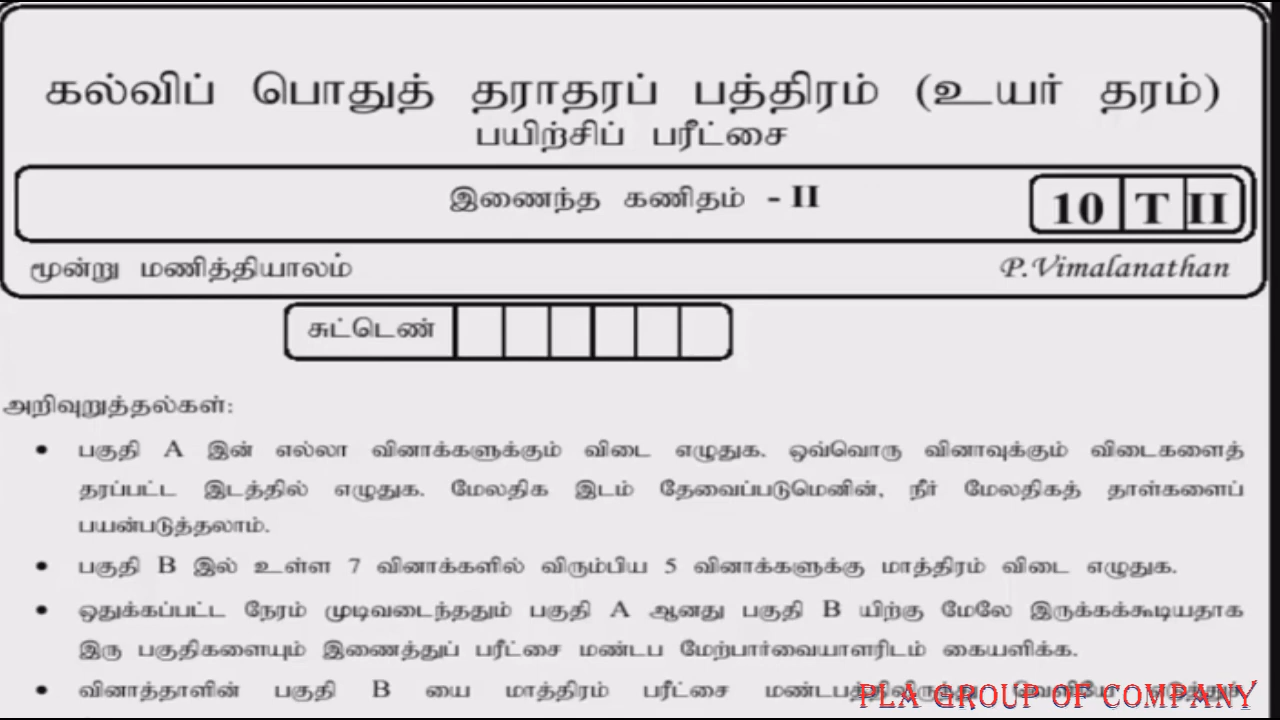 கல்விப் பொதுத் தராதரப் பத்திரம் (உயர் தரம்)
பயிற்சிப் பரீட்சை
இணைந்த கணிதம் - II
10 T II
மூன்று மணித்தியாலம்
P.Vimalanathan
சுட்டெண்
அறிவுறுத்தல்கள்:
• பகுதி A இன் எல்லா வினாக்களுக்கும் விடை எழுதுக. ஒவ்வொரு வினாவுக்கும் விடைகளைத்
தரப்பட்ட இடத்தில் எழுதுக. மேலதிக இடம் தேவைப்படுமெனின், நீர் மேலதிகத் தாள்களைப்
பயன்படுத்தலாம்.
• பகுதி B இல் உள்ள 7 வினாக்களில் விரும்பிய 5 வினாக்களுக்கு மாத்திரம் விடை எழுதுக.
• ஒதுக்கப்பட்ட நேரம் முடிவடைந்ததும் பகுதி A ஆனது பகுதி B யிற்கு மேலே இருக்கக்கூடியதாக
இரு பகுதிகளையும் இணைத்துப் பரீட்சை மண்டப மேற்பார்வையாளரிடம் கையளிக்க.
• வினாத்தாளின் பகுதி B யை மாத்திரம் பரீட்சை
PLA GROUP OF COMPANY